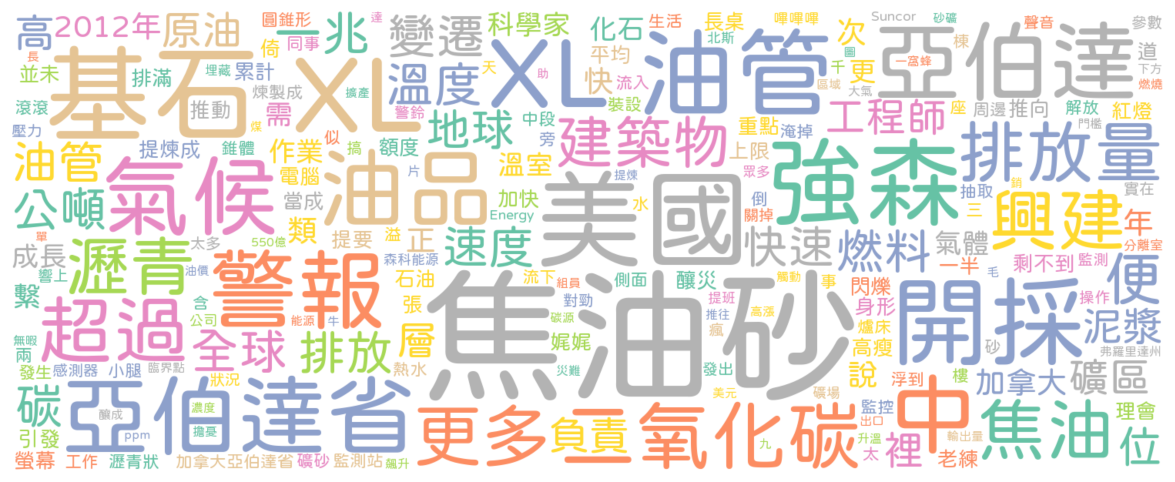 高 2012年 原油 圓錐形 一兆 變遷 科學家 化石 生活 長桌 嗶嗶嗶 次 Suncor 砂礦 聲音 參數
長 倚 同事 達 平均 北斯 圖 棟 一窩蜂 道
並未 排滿 埋藏 累計 基石 XL 溫度 天 快 流入 XL 油管 千 更 大氣 亞伯達 下方
滾滾 煉製成 推動 需 擴產 警鈴 助 裝設 區域 燃燒
壓力 煤 似 地球 中段 旁 建築物 重點 淹掉 工程師 座 周邊 推向 解放 紅燈
油管 提煉成 錐體 作業 搞 額度 上限 門檻
電腦 油品 片 溫室 提煉 眾多 強森 排放量
公噸 氣候 當成 加快 水 美國 倒 抽取 三 銷 實在
單 類 Energy 關掉 興建 年
瀝青 太多 550億 提要 溢 正 速度 快速 燃料 氣體 分離室
成長 響上 油價 警報 森科能源 一半 剩不到 監測
繫 含 石油 流下 組員 側面 釀災 觸動 事 閃爍 便
超過 公司 能源 牛 張 對勁 焦油砂 提班 高漲 身形 毛 開採 操作
碳源 推往 瘋 爐床 泥漿
無暇 兩 全球 排放 層 娓娓 高瘦 砂 弗羅里達州
發生 感測器 小腿 臨界點 熱水 災難 發出 說 浮到 樓 加拿大 礦區
碳 狀況 美元 礦場
亞伯達省 濃度 釀成 更多 二氧化碳 負責 監控 出口 中 焦油 理會
引發 ppm 擔憂 九 升溫 裡 位
螢幕 工作 瀝青狀 加拿大亞伯達省 礦砂 監測站 飆升 太 老練 輸出量